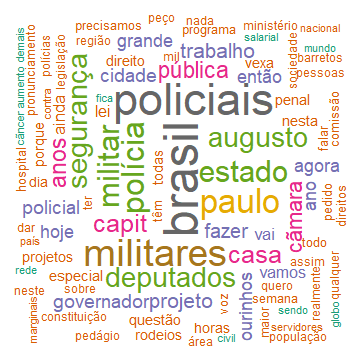 precisamos peço nada ministério nacional
região grande programa salarial mundo
direito trabalho barretos
cidade mil vexa então sociedade pessoas
pública
lei policiais penal
nesta falar comissão
câncer aumento demais
pronunciamento
policias
legislação
contra
ainda
porque
hospital
dia
anos
segurança
militar
polícia
fica
ter
têm
todas
brasil
augusto
estado
agora
ano
câmara
pedido
direitos
policial
capit
paulo
dar hoje fazer vai todo
país militares casa assim
projetos
rede especial deputados vamos
neste sobre quero
governador projeto semana
voz
ourinhos
maior
realmente
globo
qualquer
marginais
constituição questão horas sendo servidores
pedágio rodeios área civil população